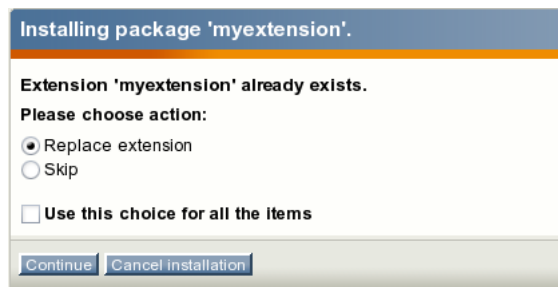 Installing package 'myextension'.
Extension 'myextension' already exists.
Please choose action:
Replace extension
Skip
Use this choice for all the items
Continue Cancel installation